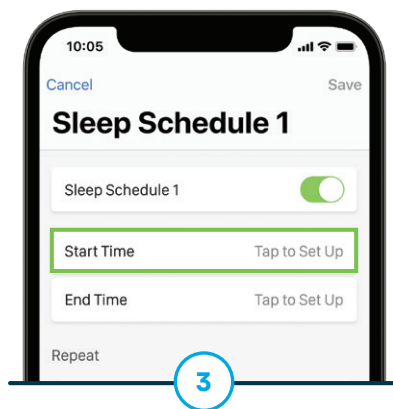 10:05
Cancel Save
Sleep Schedule 1
Sleep Schedule 1
Start Time Tap to Set Up
End Time Tap to Set Up
Repeat
3